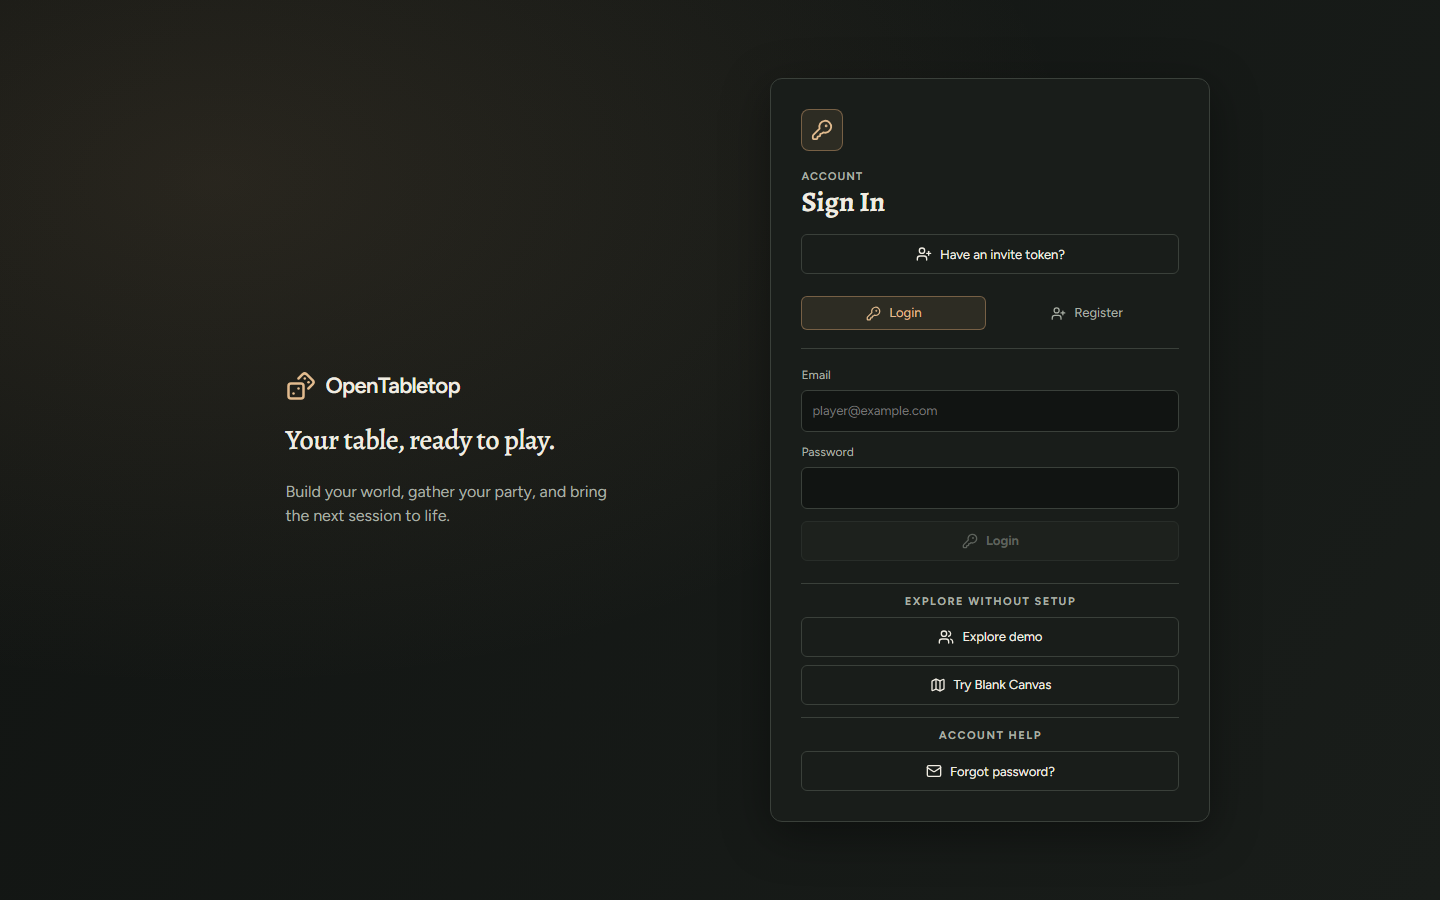 OpenTabletop
Your table, ready to play.
Build your world, gather your party, and bring
the next session to life.
ACCOUNT
Sign In
Have an invite token?
Login
Register
Email
player@example.com
Password
Login
EXPLORE WITHOUT SETUP
Explore demo
Try Blank Canvas
ACCOUNT HELP
Forgot password?